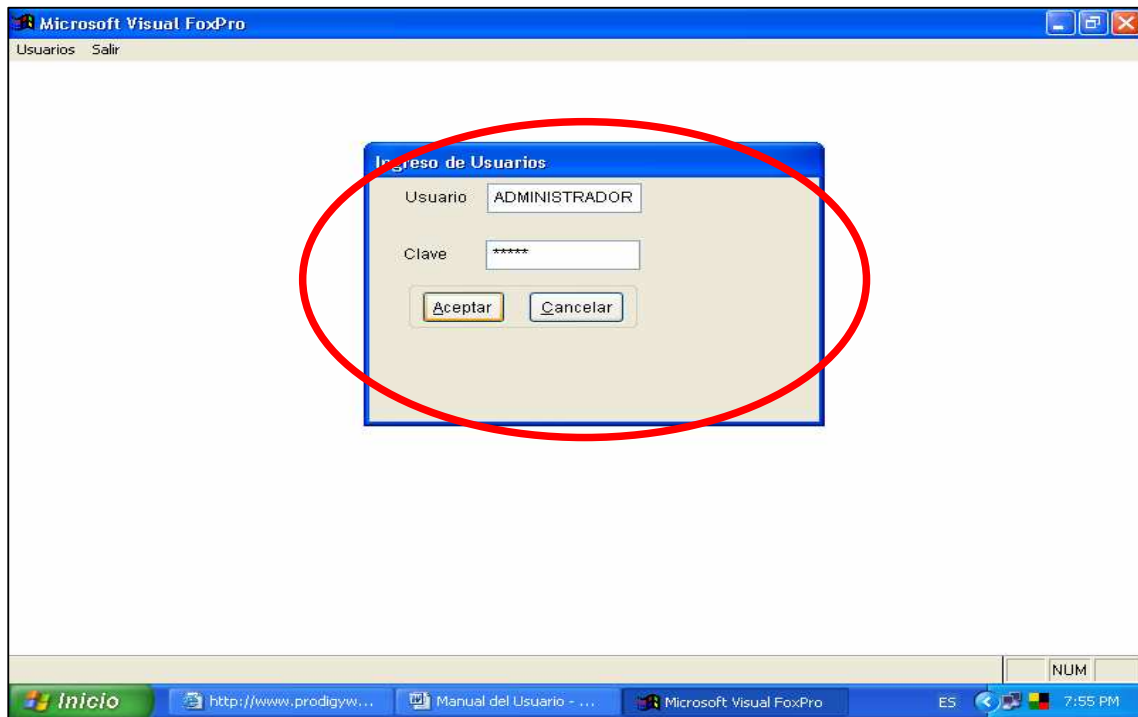 Microsoft Visual FoxPro
Usuarios Salir
Ingreso de Usuarios
Usuario ADMINISTRADOR
Clave *****
Aceptar Cancelar
NUM
Inicio http://www.prodigyw... Manual del Usuario - ... Microsoft Visual FoxPro ES 7:55 PM